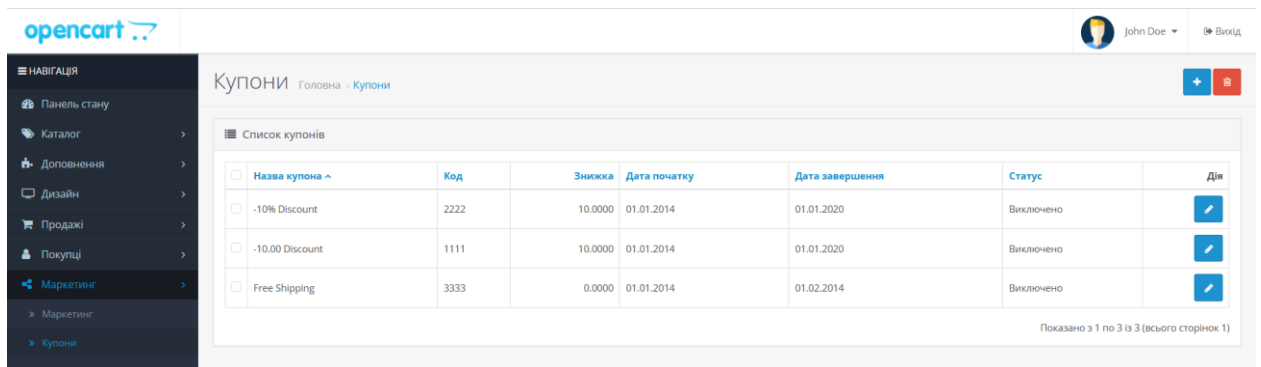 opencart
John Doe
Вихід
НАВІГАЦІЯ
Купони Головна › Купони
Панель стану
Каталог
Доповнення
Дизайн
Продажі
Покупці
Маркетинг
Маркетинг
Купони
Список купонів
Назва купона Код Знижка Дата початку Дата завершення Статус Дія
-10% Discount 2222 10.0000 01.01.2014 01.01.2020 Виключено
-10.00 Discount 1111 10.0000 01.01.2014 01.01.2020 Виключено
Free Shipping 3333 0.0000 01.01.2014 01.02.2014 Виключено
Показано з 1 по 3 із 3 (всього сторінок 1)